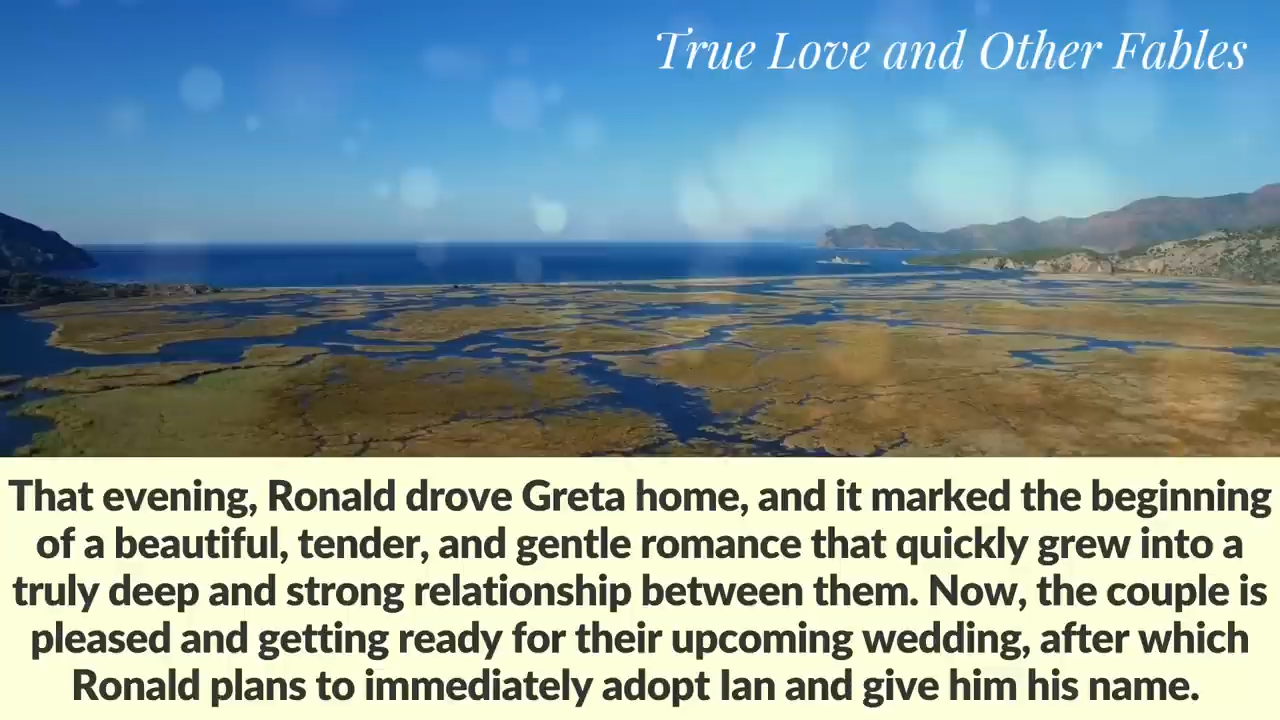 True Love and Other Fables
That evening, Ronald drove Greta home, and it marked the beginning
of a beautiful, tender, and gentle romance that quickly grew into a
truly deep and strong relationship between them. Now, the couple is
pleased and getting ready for their upcoming wedding, after which
Ronald plans to immediately adopt Ian and give him his name.